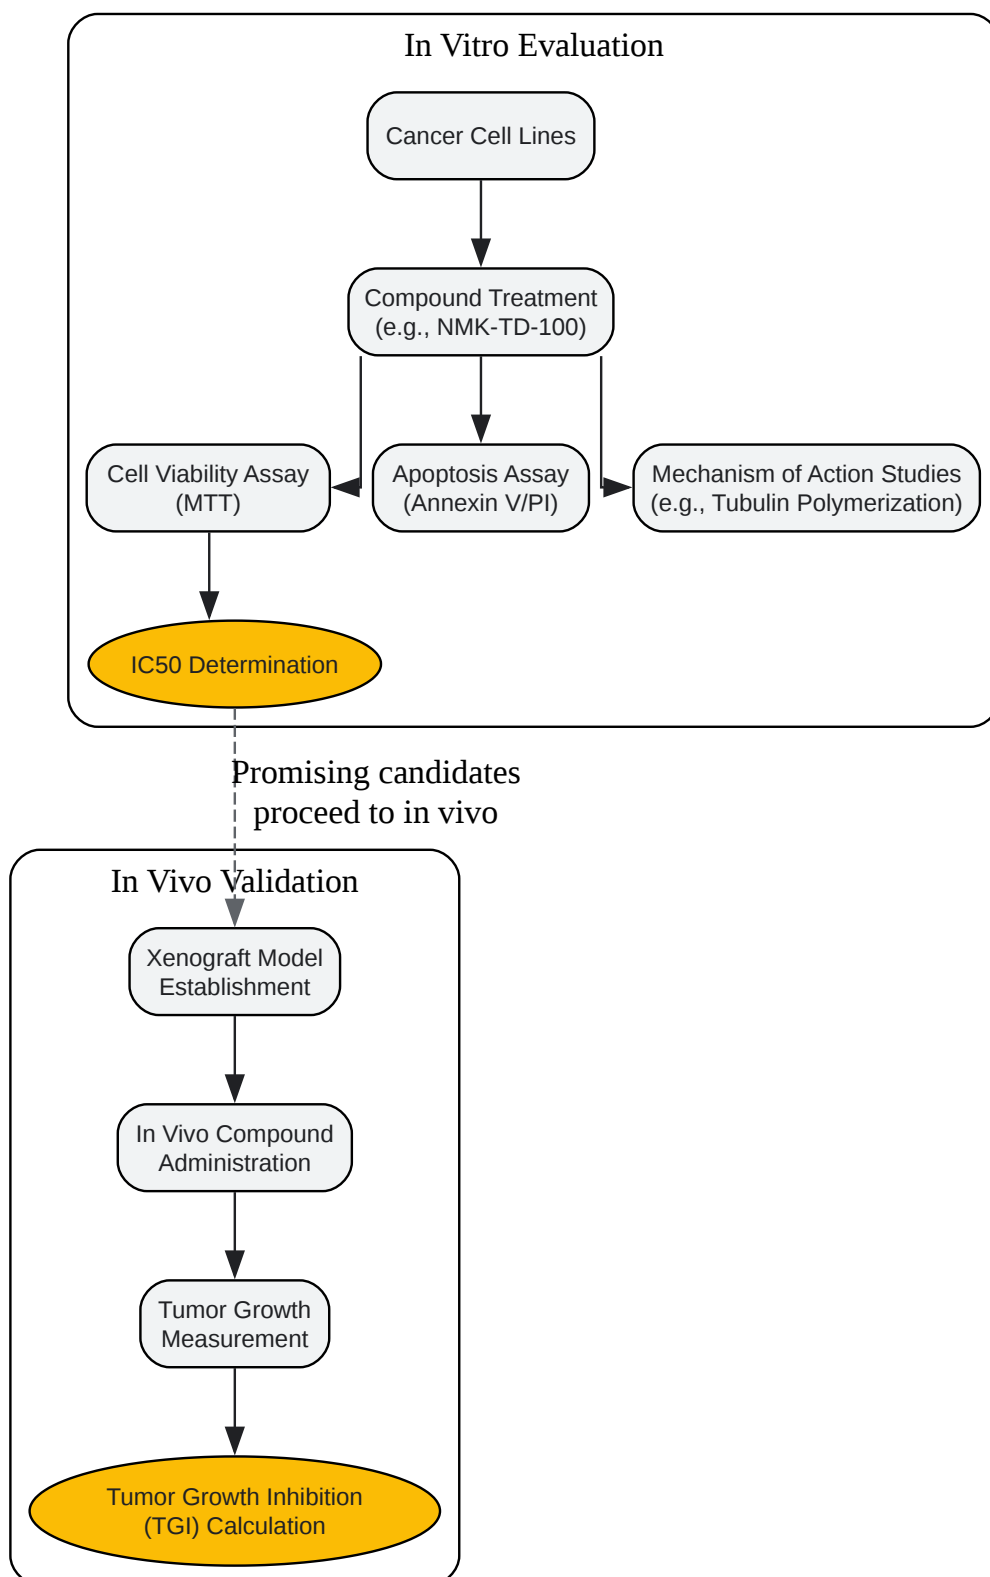 In Vitro Evaluation
Cancer Cell Lines
Compound Treatment
(e.g., NMK-TD-100)
Cell Viability Assay
(MTT)
Apoptosis Assay
(Annexin V/PI)
Mechanism of Action Studies
(e.g., Tubulin Polymerization)
IC50 Determination
Promising candidates
proceed to in vivo
In Vivo Validation
Xenograft Model
Establishment
In Vivo Compound
Administration
Tumor Growth
Measurement
Tumor Growth Inhibition
(TGI) Calculation